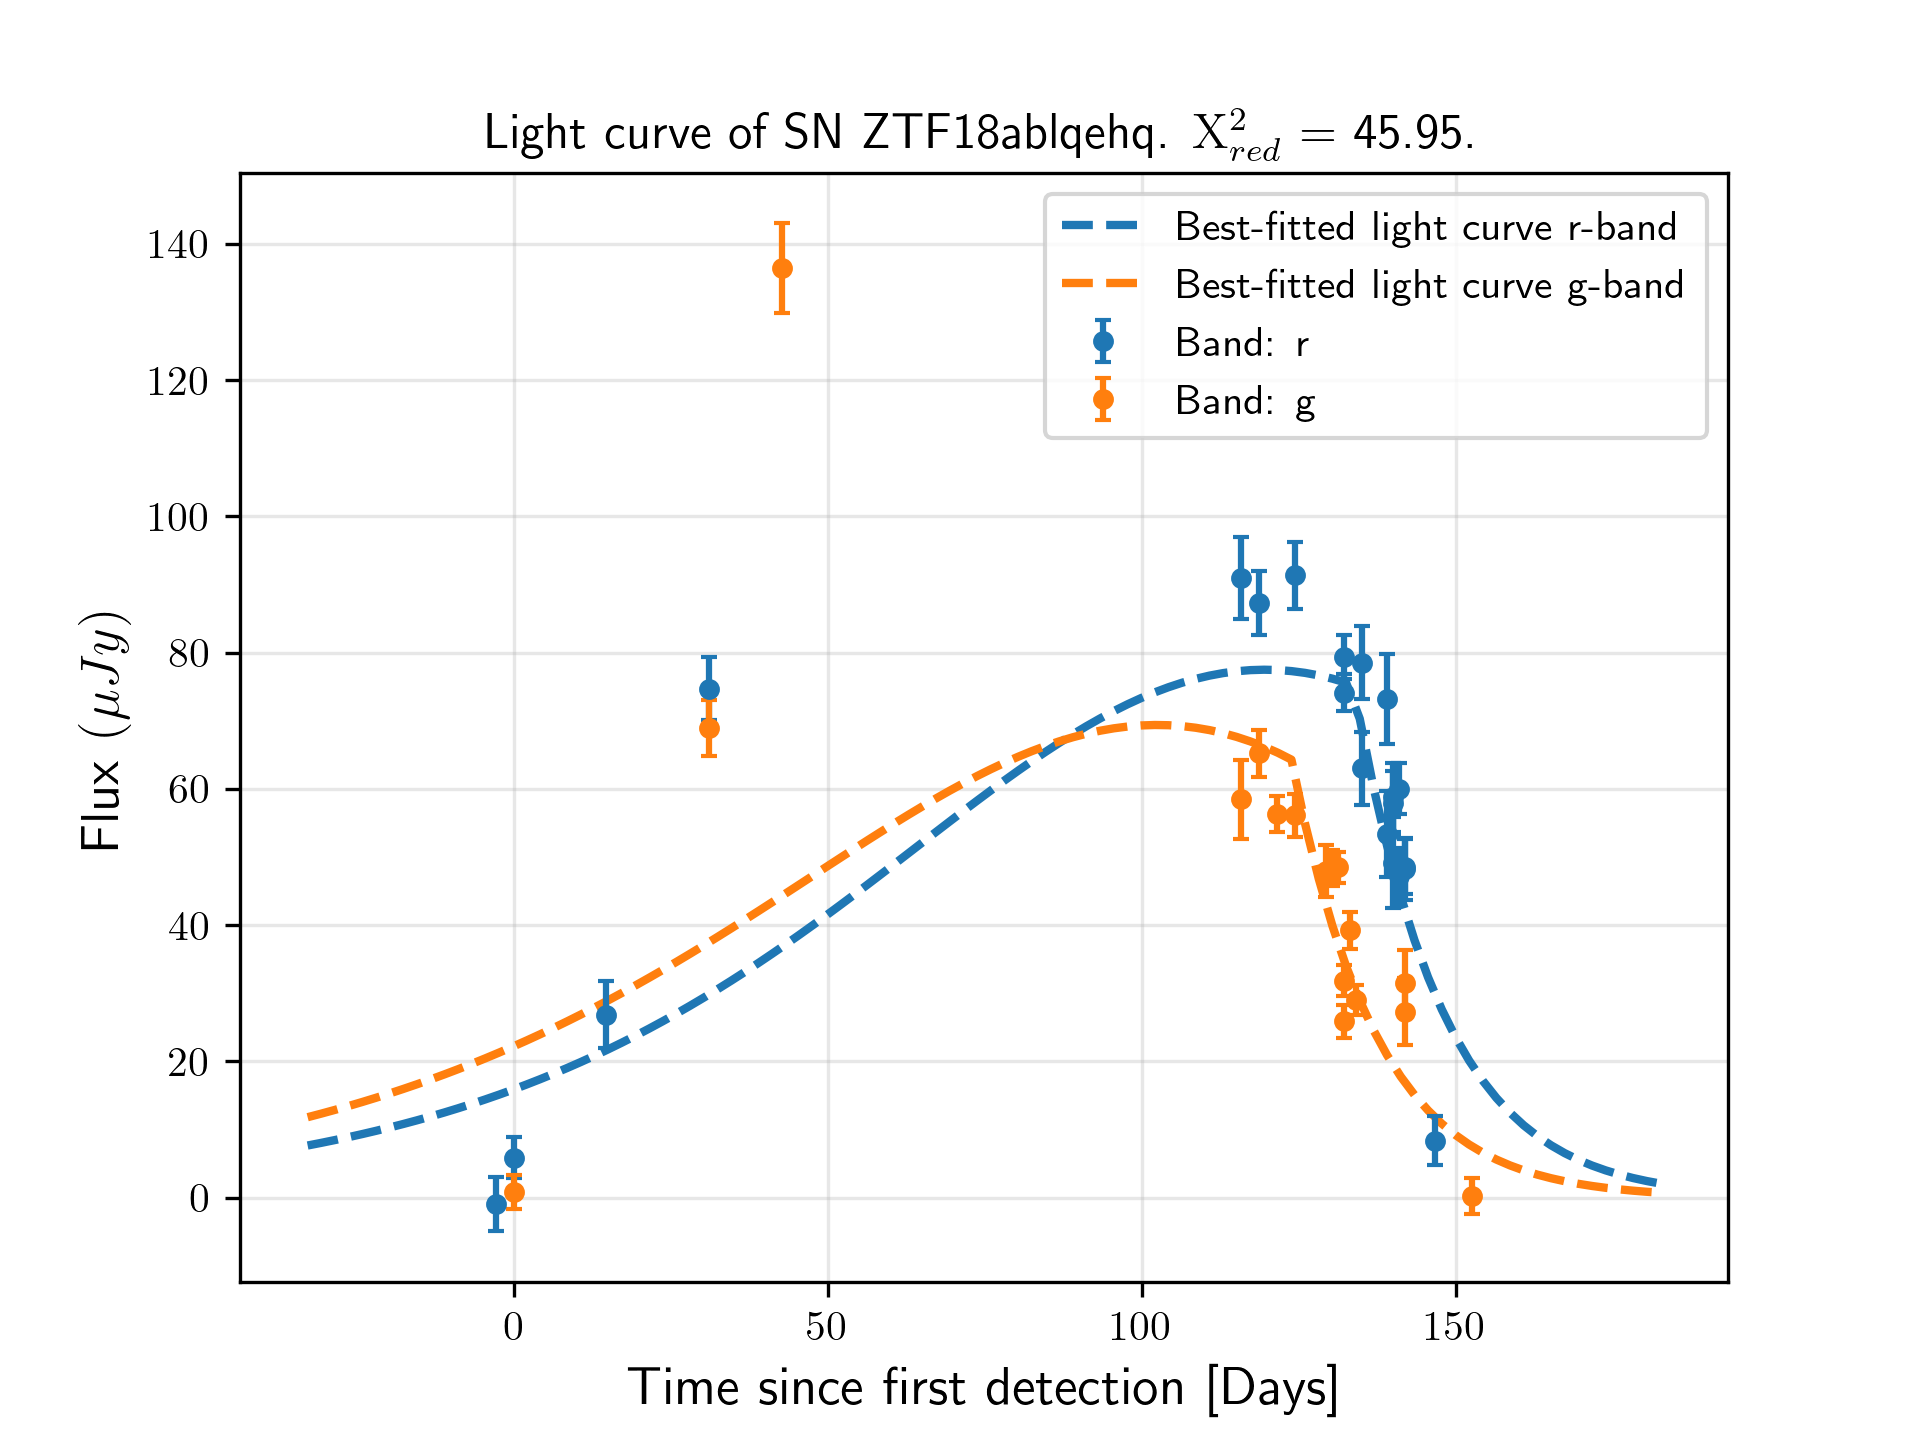 Light curve of SN ZTF18ablqehq. X²red = 45.95.
Best-fitted light curve r-band
Best-fitted light curve g-band
Band: r
Band: g
140
120
100
80
60
40
20
0
Flux (μJy)
0 50 100 150
Time since first detection [Days]